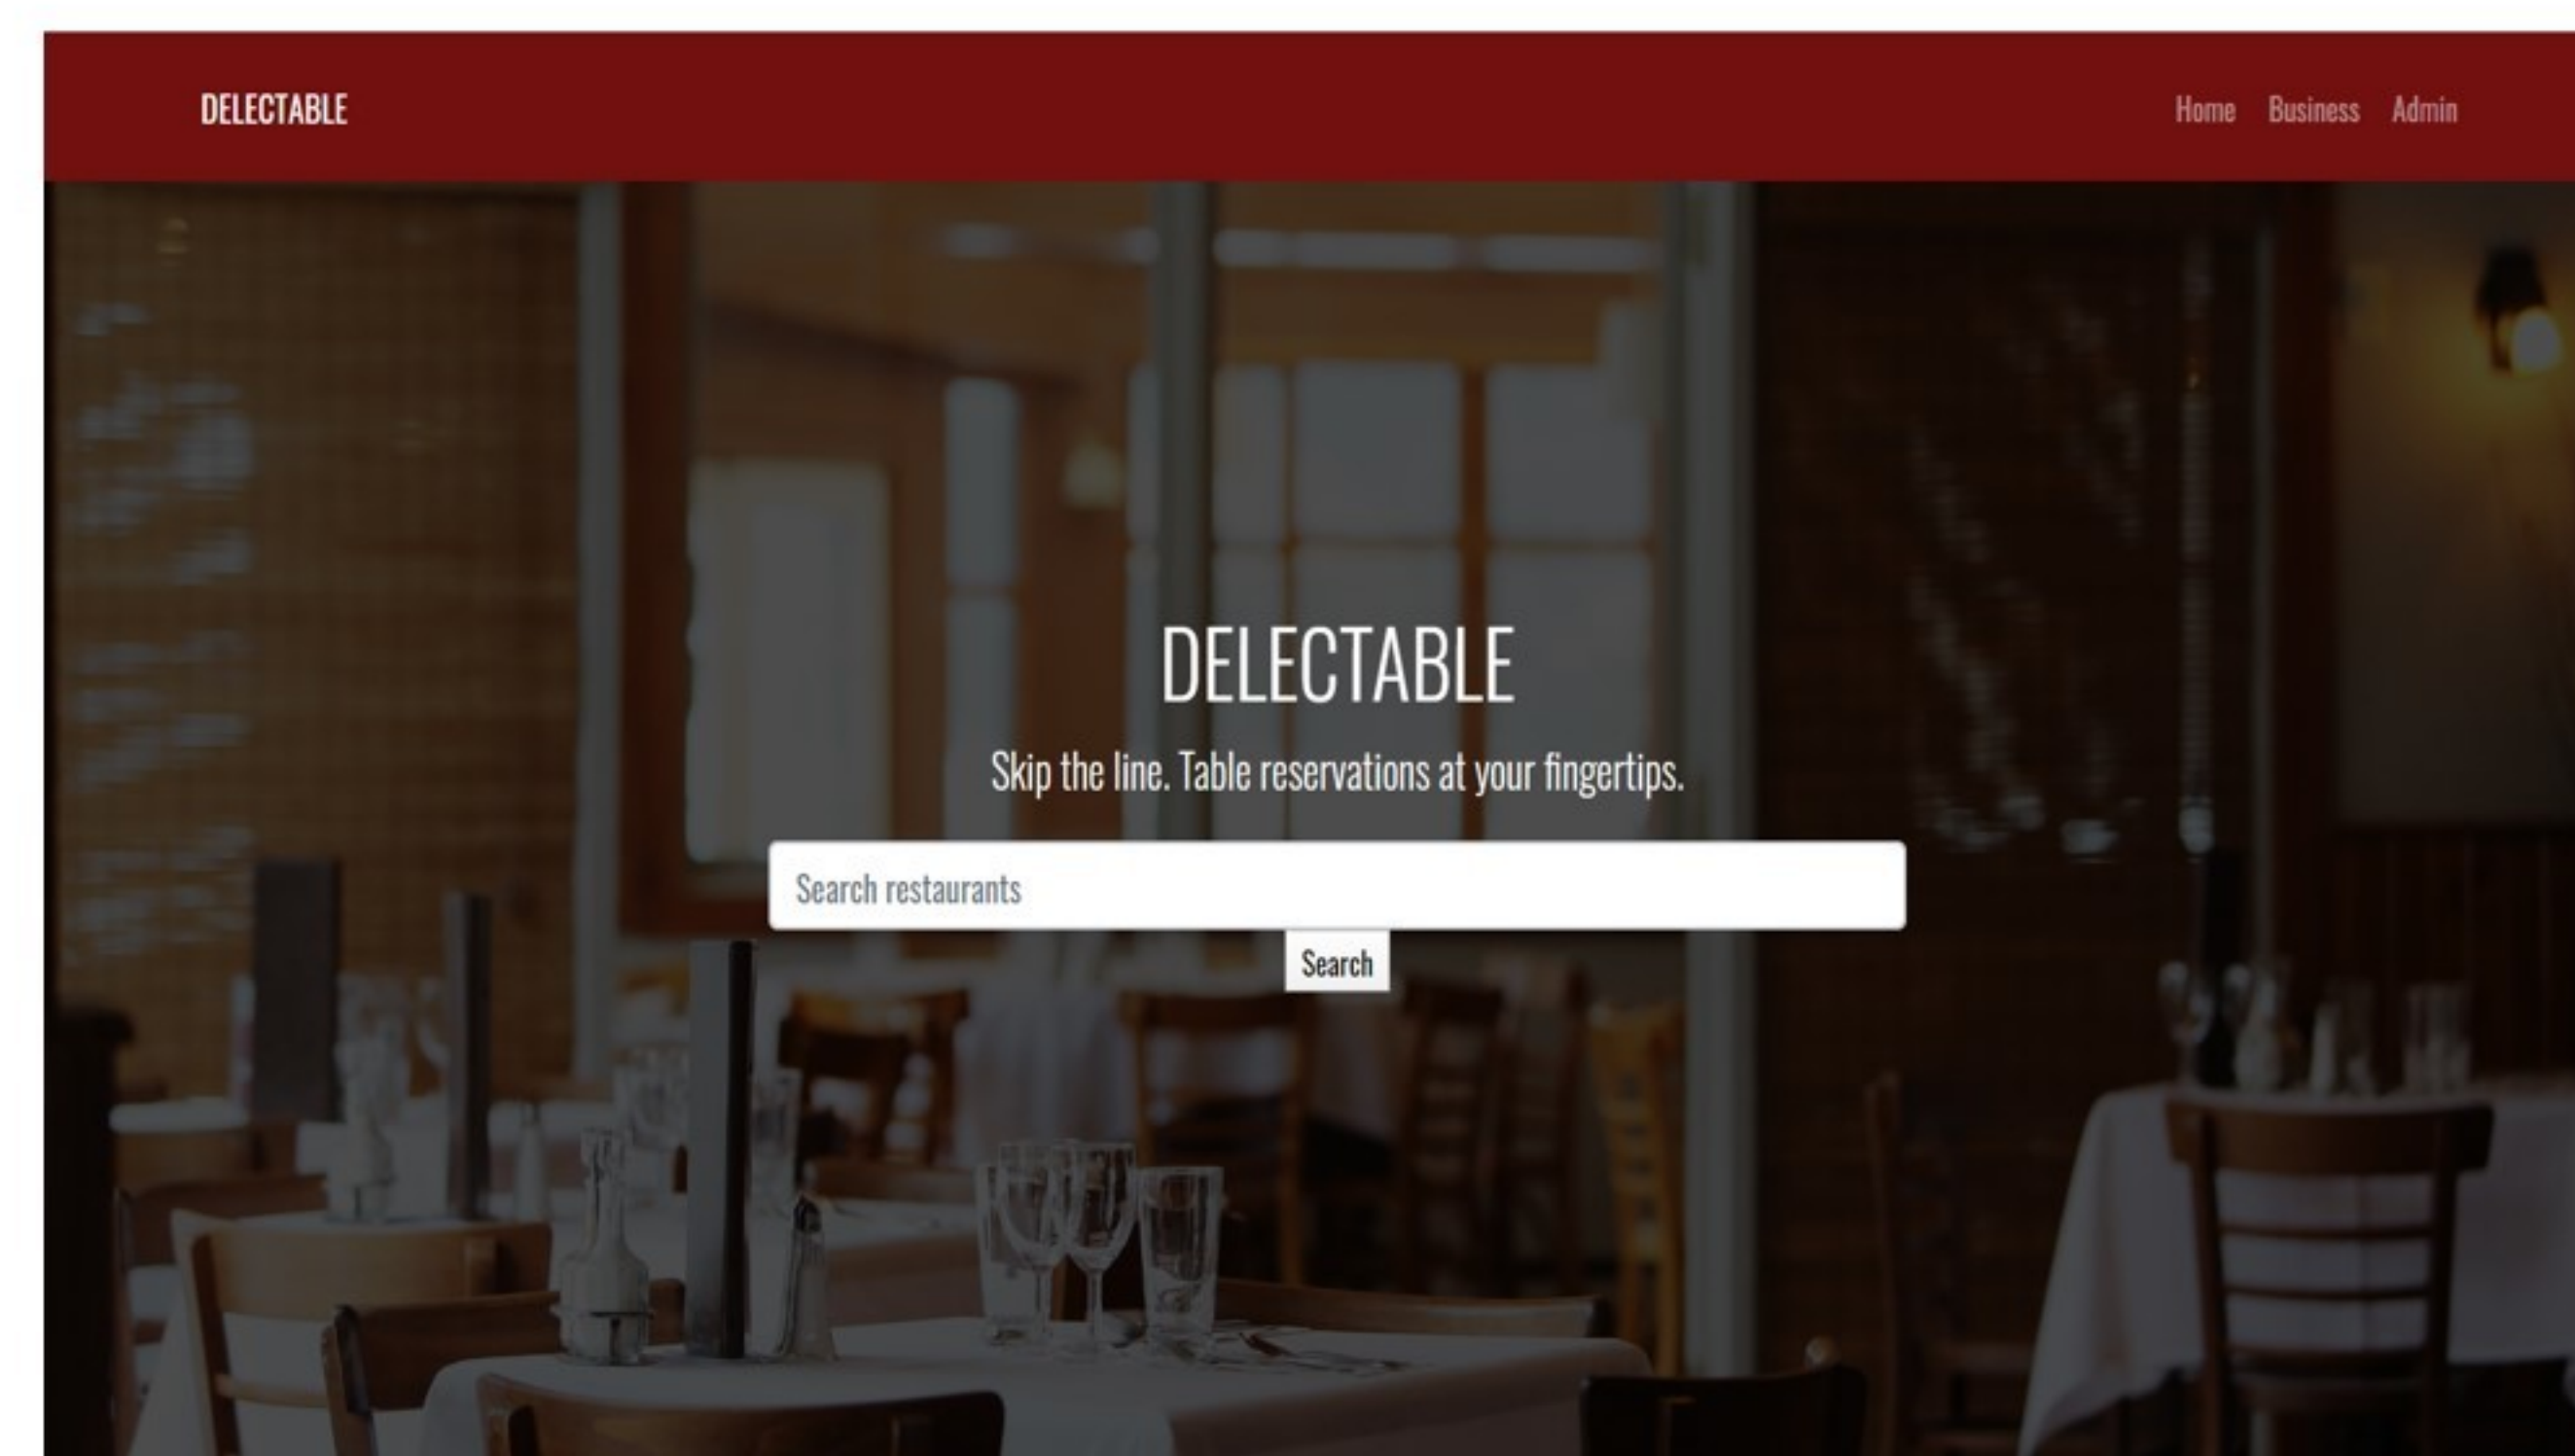 DELECTABLE
Home Business Admin
DELECTABLE
Skip the line. Table reservations at your fingertips.
Search restaurants
Search